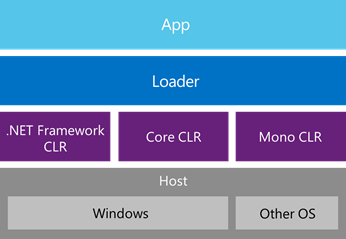 App
Loader
.NET Framework
CLR
Core CLR
Mono CLR
Host
Windows
Other OS